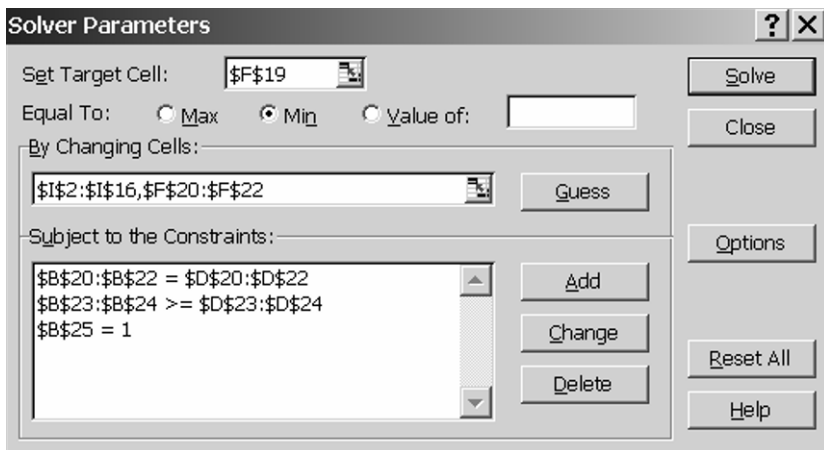 Solver Parameters
? X
Set Target Cell: $F$19
Solve
Equal To: Max Min Value of:
Close
By Changing Cells:
$I$2:$I$16,$F$20:$F$22
Guess
Subject to the Constraints:
Options
$B$20:$B$22 = $D$20:$D$22
Add
$B$23:$B$24 >= $D$23:$D$24
$B$25 = 1
Change
Reset All
Delete
Help